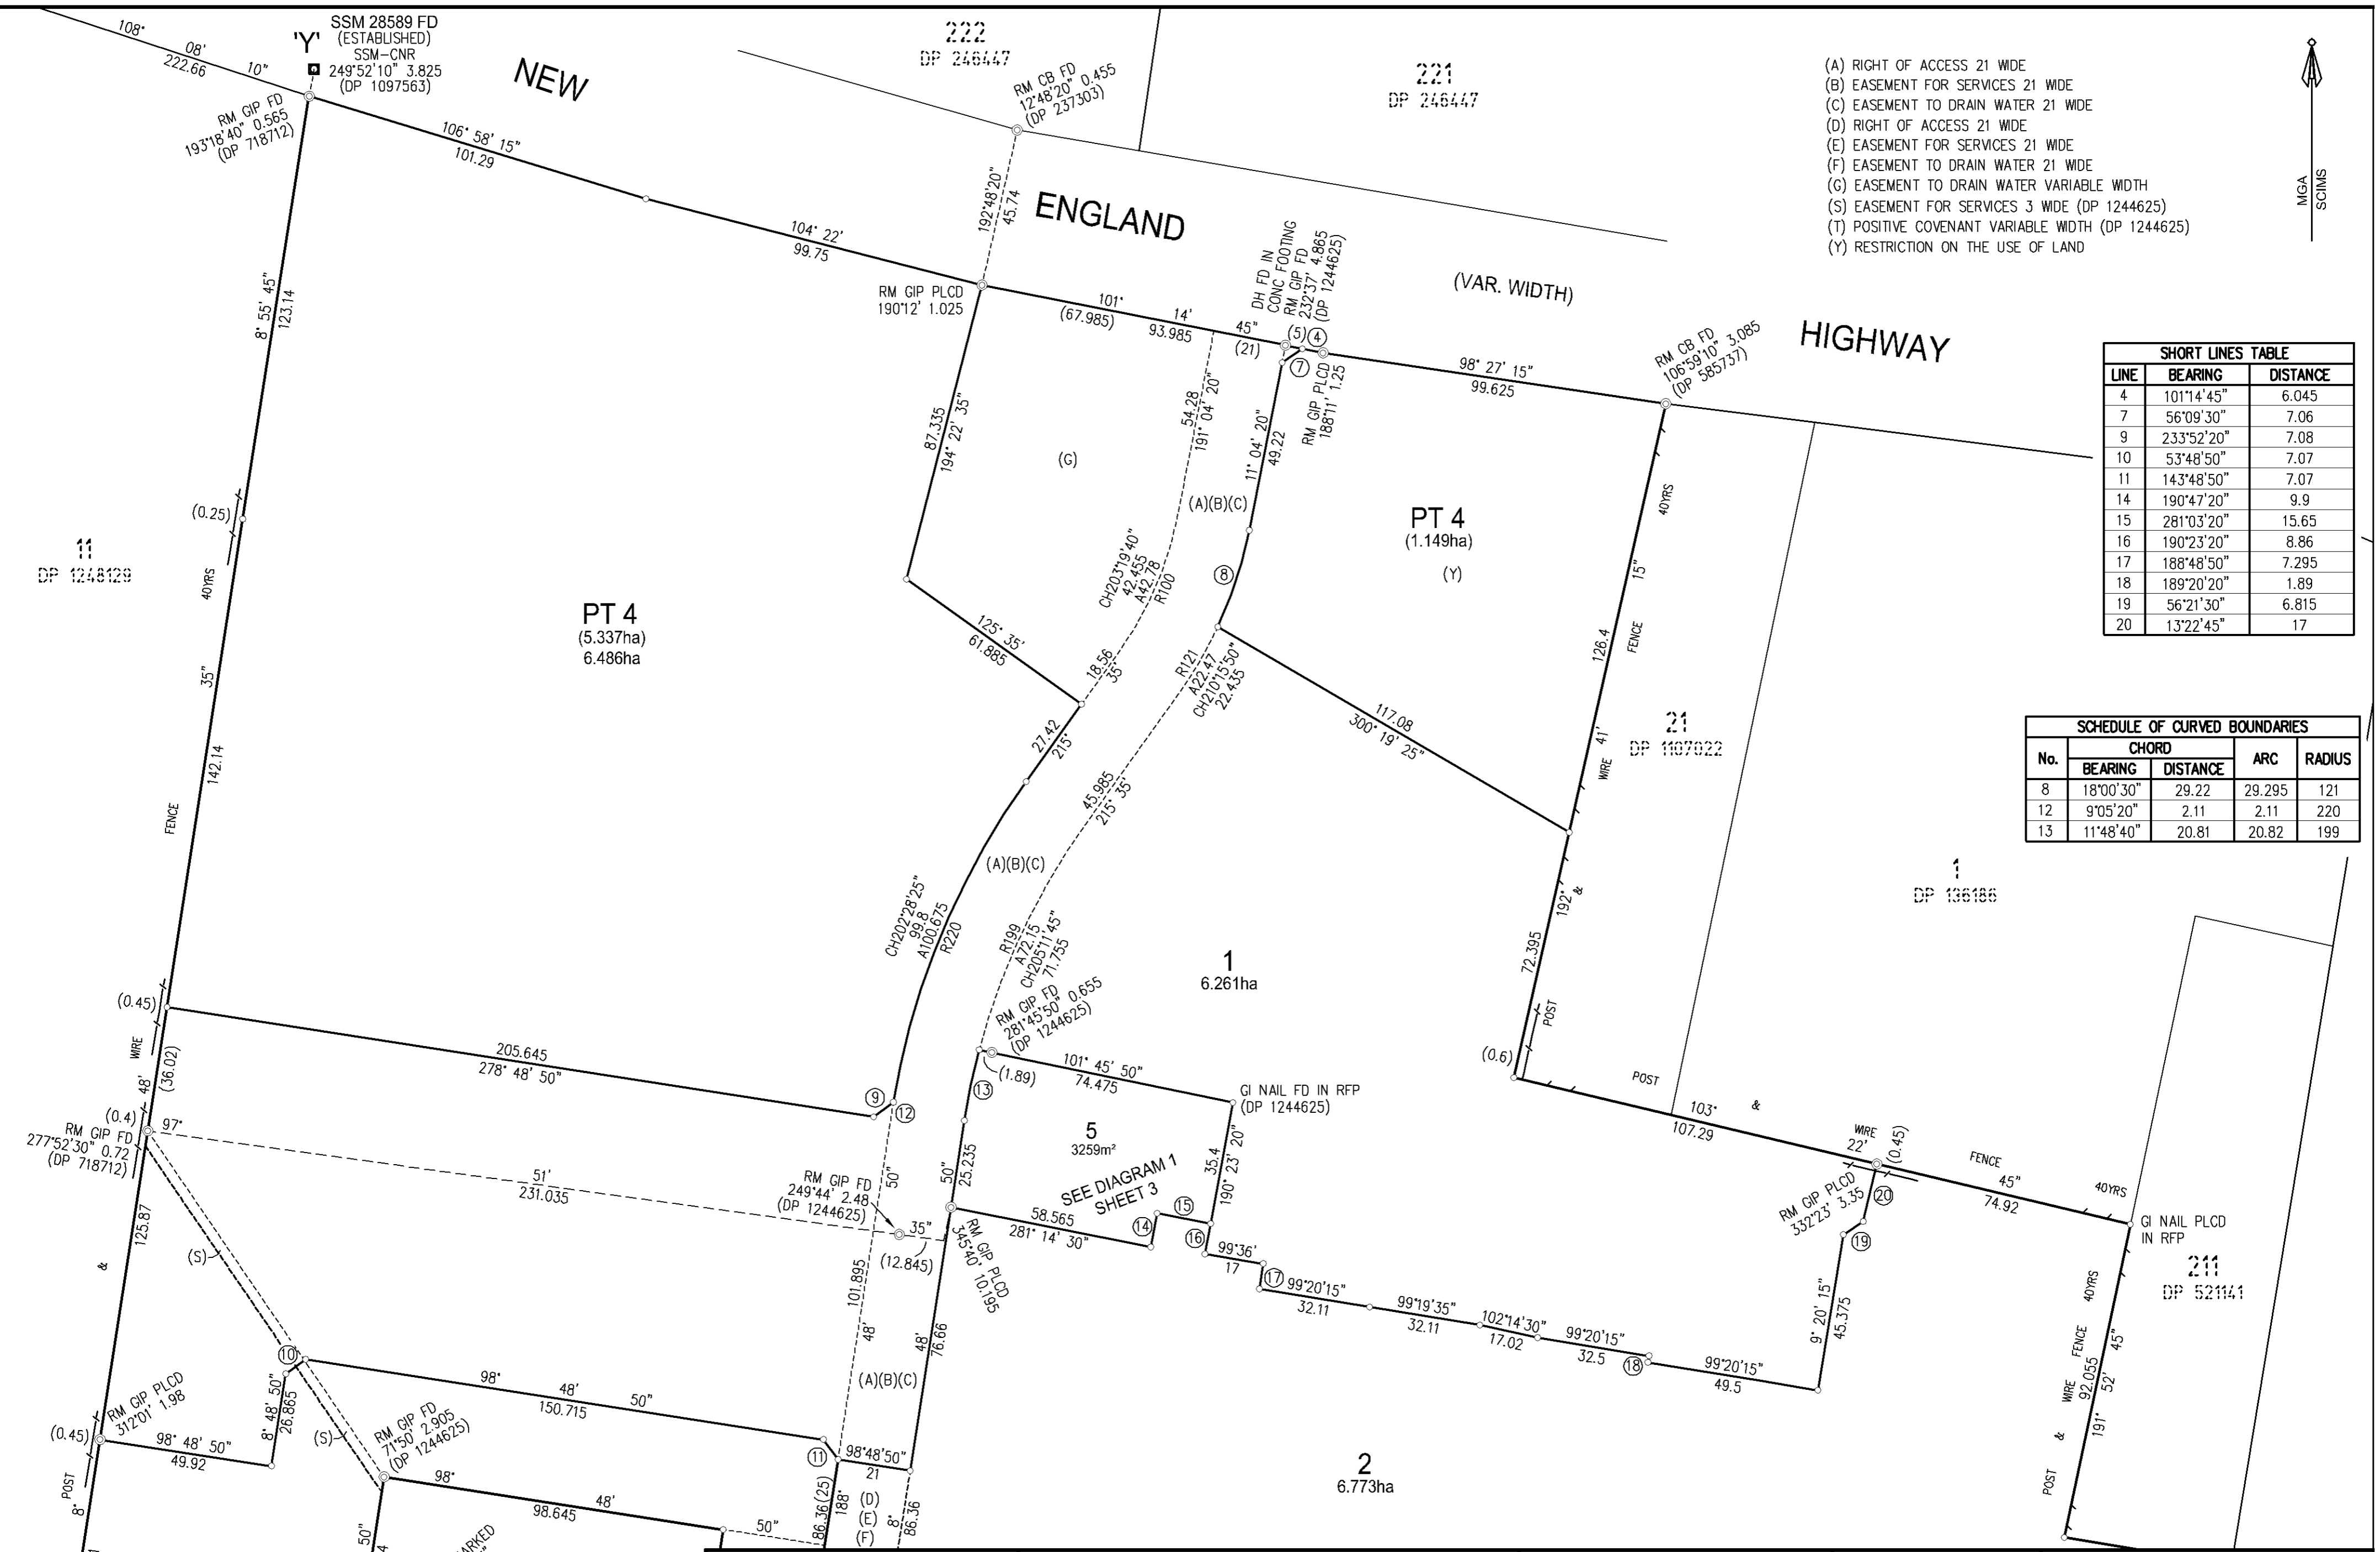 108° 08' 10"
222.66
'Y'
SSM 28589 FD
(ESTABLISHED)
SSM-CNR
249°52'10" 3.825
(DP 1097563)
RM GIP FD
193°18'40" 0.565
(DP 718712)
NEW
ENGLAND
(VAR. WIDTH)
HIGHWAY
222
DP 246447
221
DP 246447
RM CB FD
12°48'20" 0.455
(DP 237303)
106° 58' 15"
101.29
104° 22'
99.75
192°48'20"
45.74
RM GIP PLCD
190°12' 1.025
101° 14' 45"
(67.985)
93.985
(21)
(5)
4
7
DH FD IN
CONC FOOTING
RM GIP FD
232°37' 4.865
(DP 1244625)
RM GIP PLCD
188°11' 1.25
98° 27' 15"
99.625
RM CB FD
106°59'10" 3.085
(DP 585737)
(A) RIGHT OF ACCESS 21 WIDE
(B) EASEMENT FOR SERVICES 21 WIDE
(C) EASEMENT TO DRAIN WATER 21 WIDE
(D) RIGHT OF ACCESS 21 WIDE
(E) EASEMENT FOR SERVICES 21 WIDE
(F) EASEMENT TO DRAIN WATER 21 WIDE
(G) EASEMENT TO DRAIN WATER VARIABLE WIDTH
(S) EASEMENT FOR SERVICES 3 WIDE (DP 1244625)
(T) POSITIVE COVENANT VARIABLE WIDTH (DP 1244625)
(Y) RESTRICTION ON THE USE OF LAND
MGA
SCIMS
SHORT LINES TABLE
LINE BEARING DISTANCE
4 101°14'45" 6.045
7 56°09'30" 7.06
9 233°52'20" 7.08
10 53°48'50" 7.07
11 143°48'50" 7.07
14 190°47'20" 9.9
15 281°03'20" 15.65
16 190°23'20" 8.86
17 188°48'50" 7.295
18 189°20'20" 1.89
19 56°21'30" 6.815
20 13°22'45" 17
SCHEDULE OF CURVED BOUNDARIES
No. CHORD ARC RADIUS
BEARING DISTANCE
8 18°00'30" 29.22 29.295 121
12 9°05'20" 2.11 2.11 220
13 11°48'40" 20.81 20.82 199
8° 55' 45"
123.14
(0.25)
40YRS
35"
142.14
FENCE
11
DP 1248129
PT 4
(5.337ha)
6.486ha
87.335
194° 22' 35"
(G)
54.28
191° 04' 20"
(A)(B)(C)
11° 04' 20"
49.22
8
CH203°19'40"
42.455
A42.78
R100
125° 35'
61.885
18.56
35'
27.42
215°
R121
A22.47
CH210°15'50"
22.435
45.985
215° 35'
PT 4
(1.149ha)
(Y)
117.08
300° 19' 25"
40YRS
15"
126.4
FENCE
41'
WIRE
192°
&
72.395
POST
(0.6)
21
DP 1107022
1
DP 136186
(A)(B)(C)
CH202°28'25"
99.8
A100.675
R220
R199
A72.15
CH205°11'45"
71.755
RM GIP FD
281°45'50" 0.655
(DP 1244625)
1
6.261ha
(0.45)
WIRE
48'
(36.02)
205.645
278° 48' 50"
9
12
13
(1.89)
101° 45' 50"
74.475
GI NAIL FD IN RFP
(DP 1244625)
(0.4)
RM GIP FD
277°52'30" 0.72
(DP 718712)
97° 51' 35"
231.035
RM GIP FD
249°44' 2.48
(DP 1244625)
(12.845)
50"
50"
25.235
5
3259m²
SEE DIAGRAM 1
SHEET 3
35.4
190° 23' 20"
58.565
281° 14' 30"
14
15
16
RM GIP PLCD
345°40' 10.195
99°36'
17
17
99°20'15"
32.11
99°19'35"
32.11
102°14'30"
17.02
99°20'15"
32.5
18
99°20'15"
49.5
9° 20' 15"
45.375
19
20
RM GIP PLCD
332°23' 3.35
POST & WIRE FENCE 40YRS
103° 22' 45"
107.29
(0.45)
74.92
GI NAIL PLCD
IN RFP
211
DP 521141
40YRS
FENCE
WIRE
&
POST
45"
52'
191°
92.055
125.87
&
(S)
101.895
48'
48'
76.66
(A)(B)(C)
10
98° 48' 50"
150.715
8° 48' 50"
26.865
RM GIP PLCD
312°01' 1.98
(0.45)
98° 48' 50"
49.92
(S)
RM GIP FD
71°50' 2.905
(DP 1244625)
11
98°48'50"
21
2
6.773ha
POST
8°
50"
98° 48' 50"
98.645
86.36(25)
188°
(D)
(E)
(F)
8°
86.36